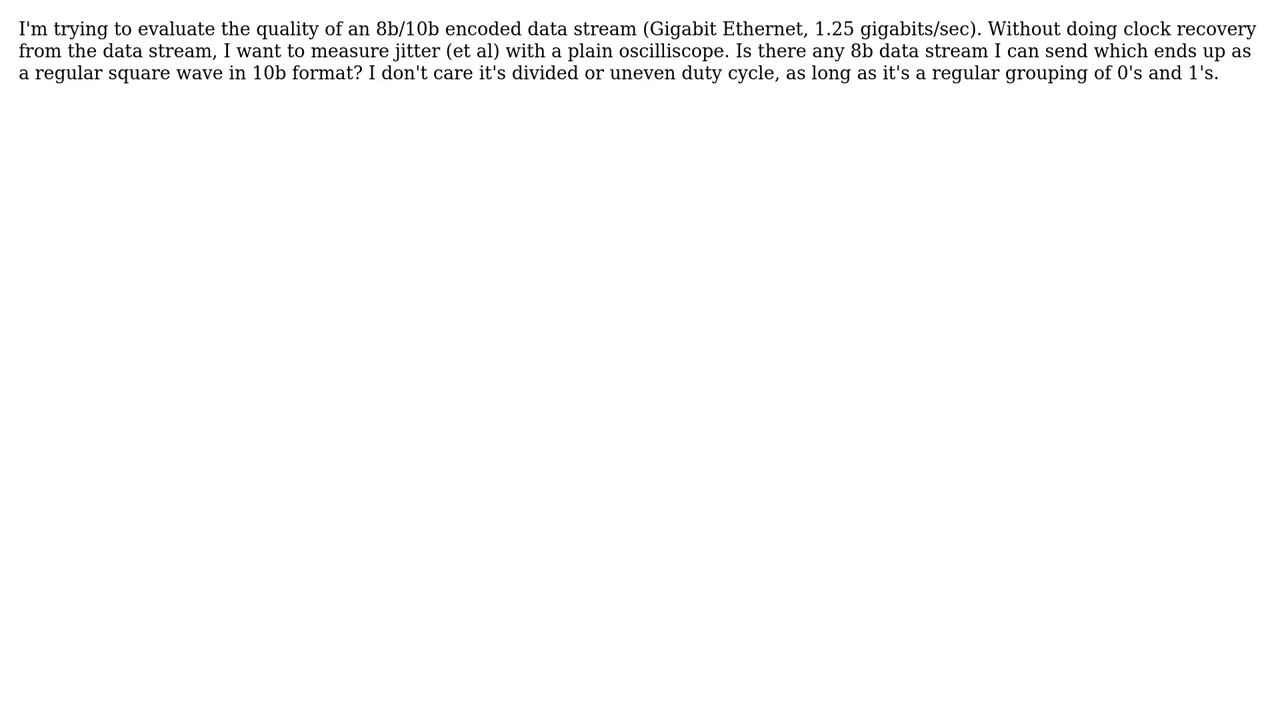 I'm trying to evaluate the quality of an 8b/10b encoded data stream (Gigabit Ethernet, 1.25 gigabits/sec). Without doing clock recovery
from the data stream, I want to measure jitter (et al) with a plain osciliscope. Is there any 8b data stream I can send which ends up as
a regular square wave in 10b format? I don't care it's divided or uneven duty cycle, as long as it's a regular grouping of 0's and 1's.